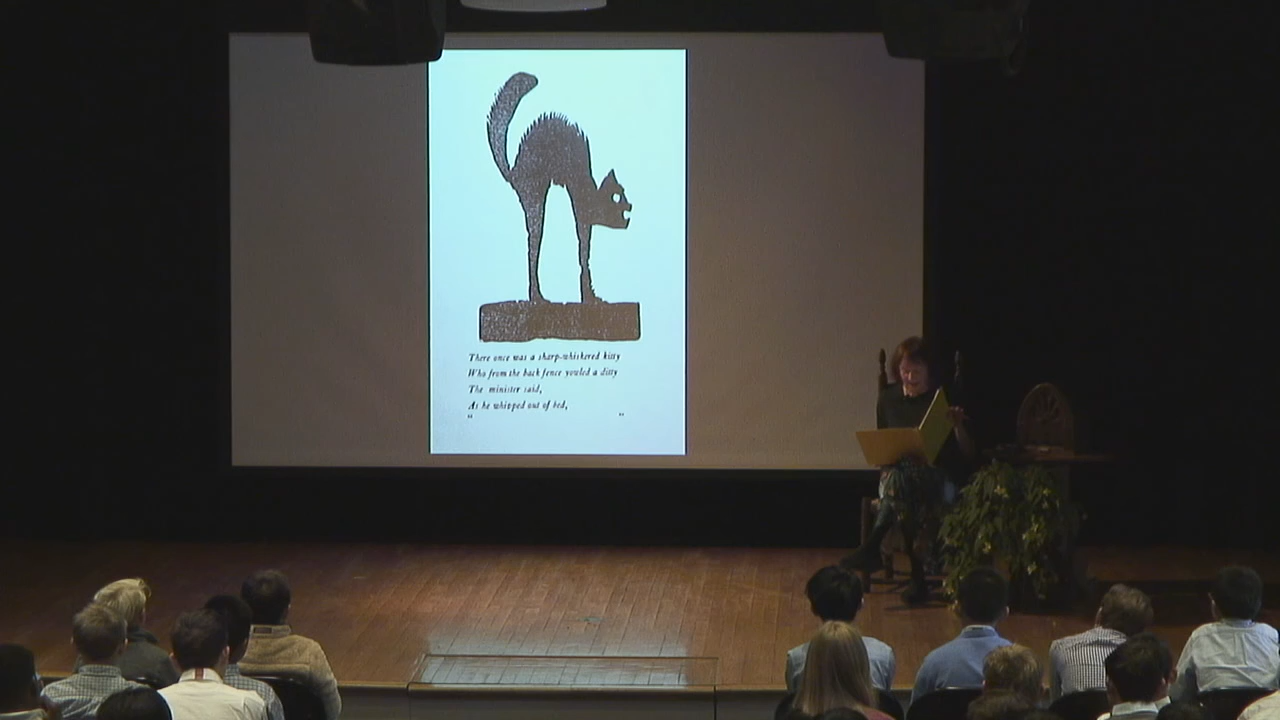 There once was a sharp-whiskered kitty
Who from the back fence yowled a ditty
The minister said,
As he whipped out of bed,
" "